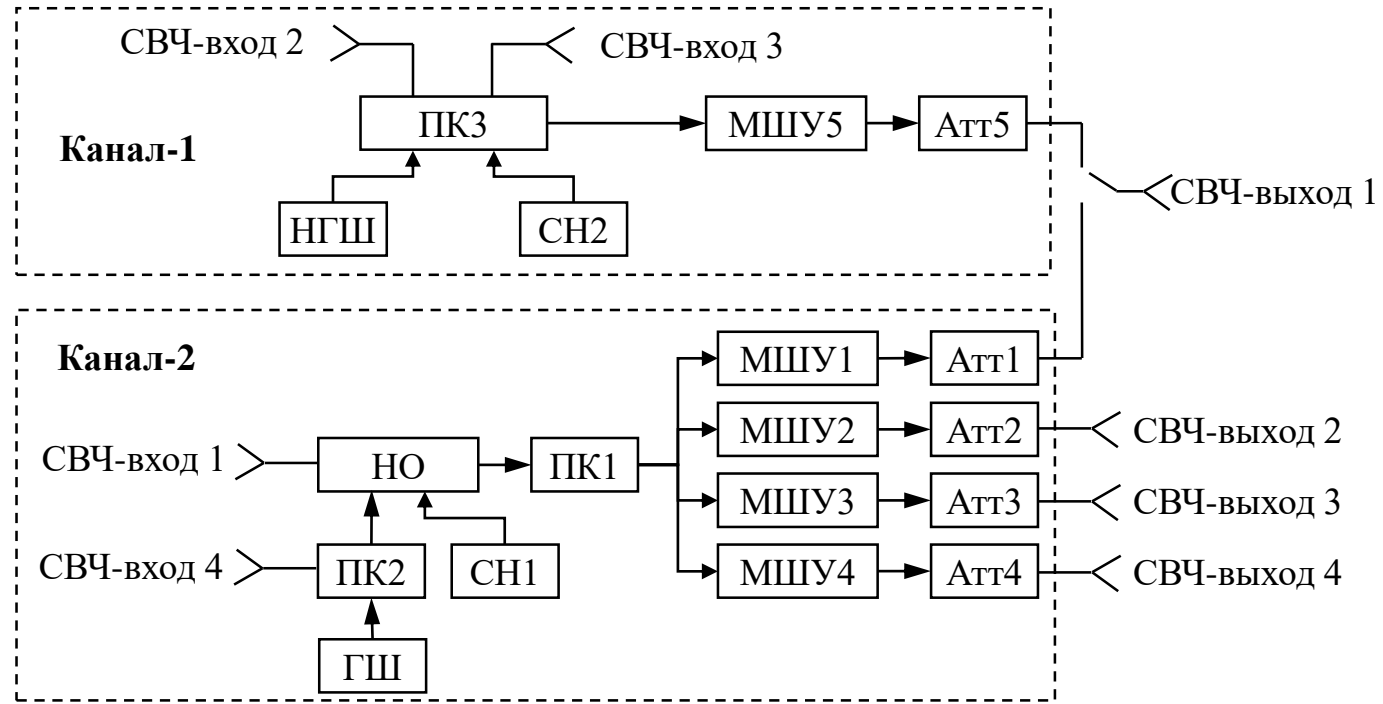 СВЧ-вход 2
СВЧ-вход 3
ПК3
МШУ5
Атт5
Канал-1
СВЧ-выход 1
НГШ
СН2
Канал-2
МШУ1
Атт1
МШУ2
Атт2
СВЧ-выход 2
СВЧ-вход 1
НО
ПК1
МШУ3
Атт3
СВЧ-выход 3
СВЧ-вход 4
ПК2
СН1
МШУ4
Атт4
СВЧ-выход 4
ГШ